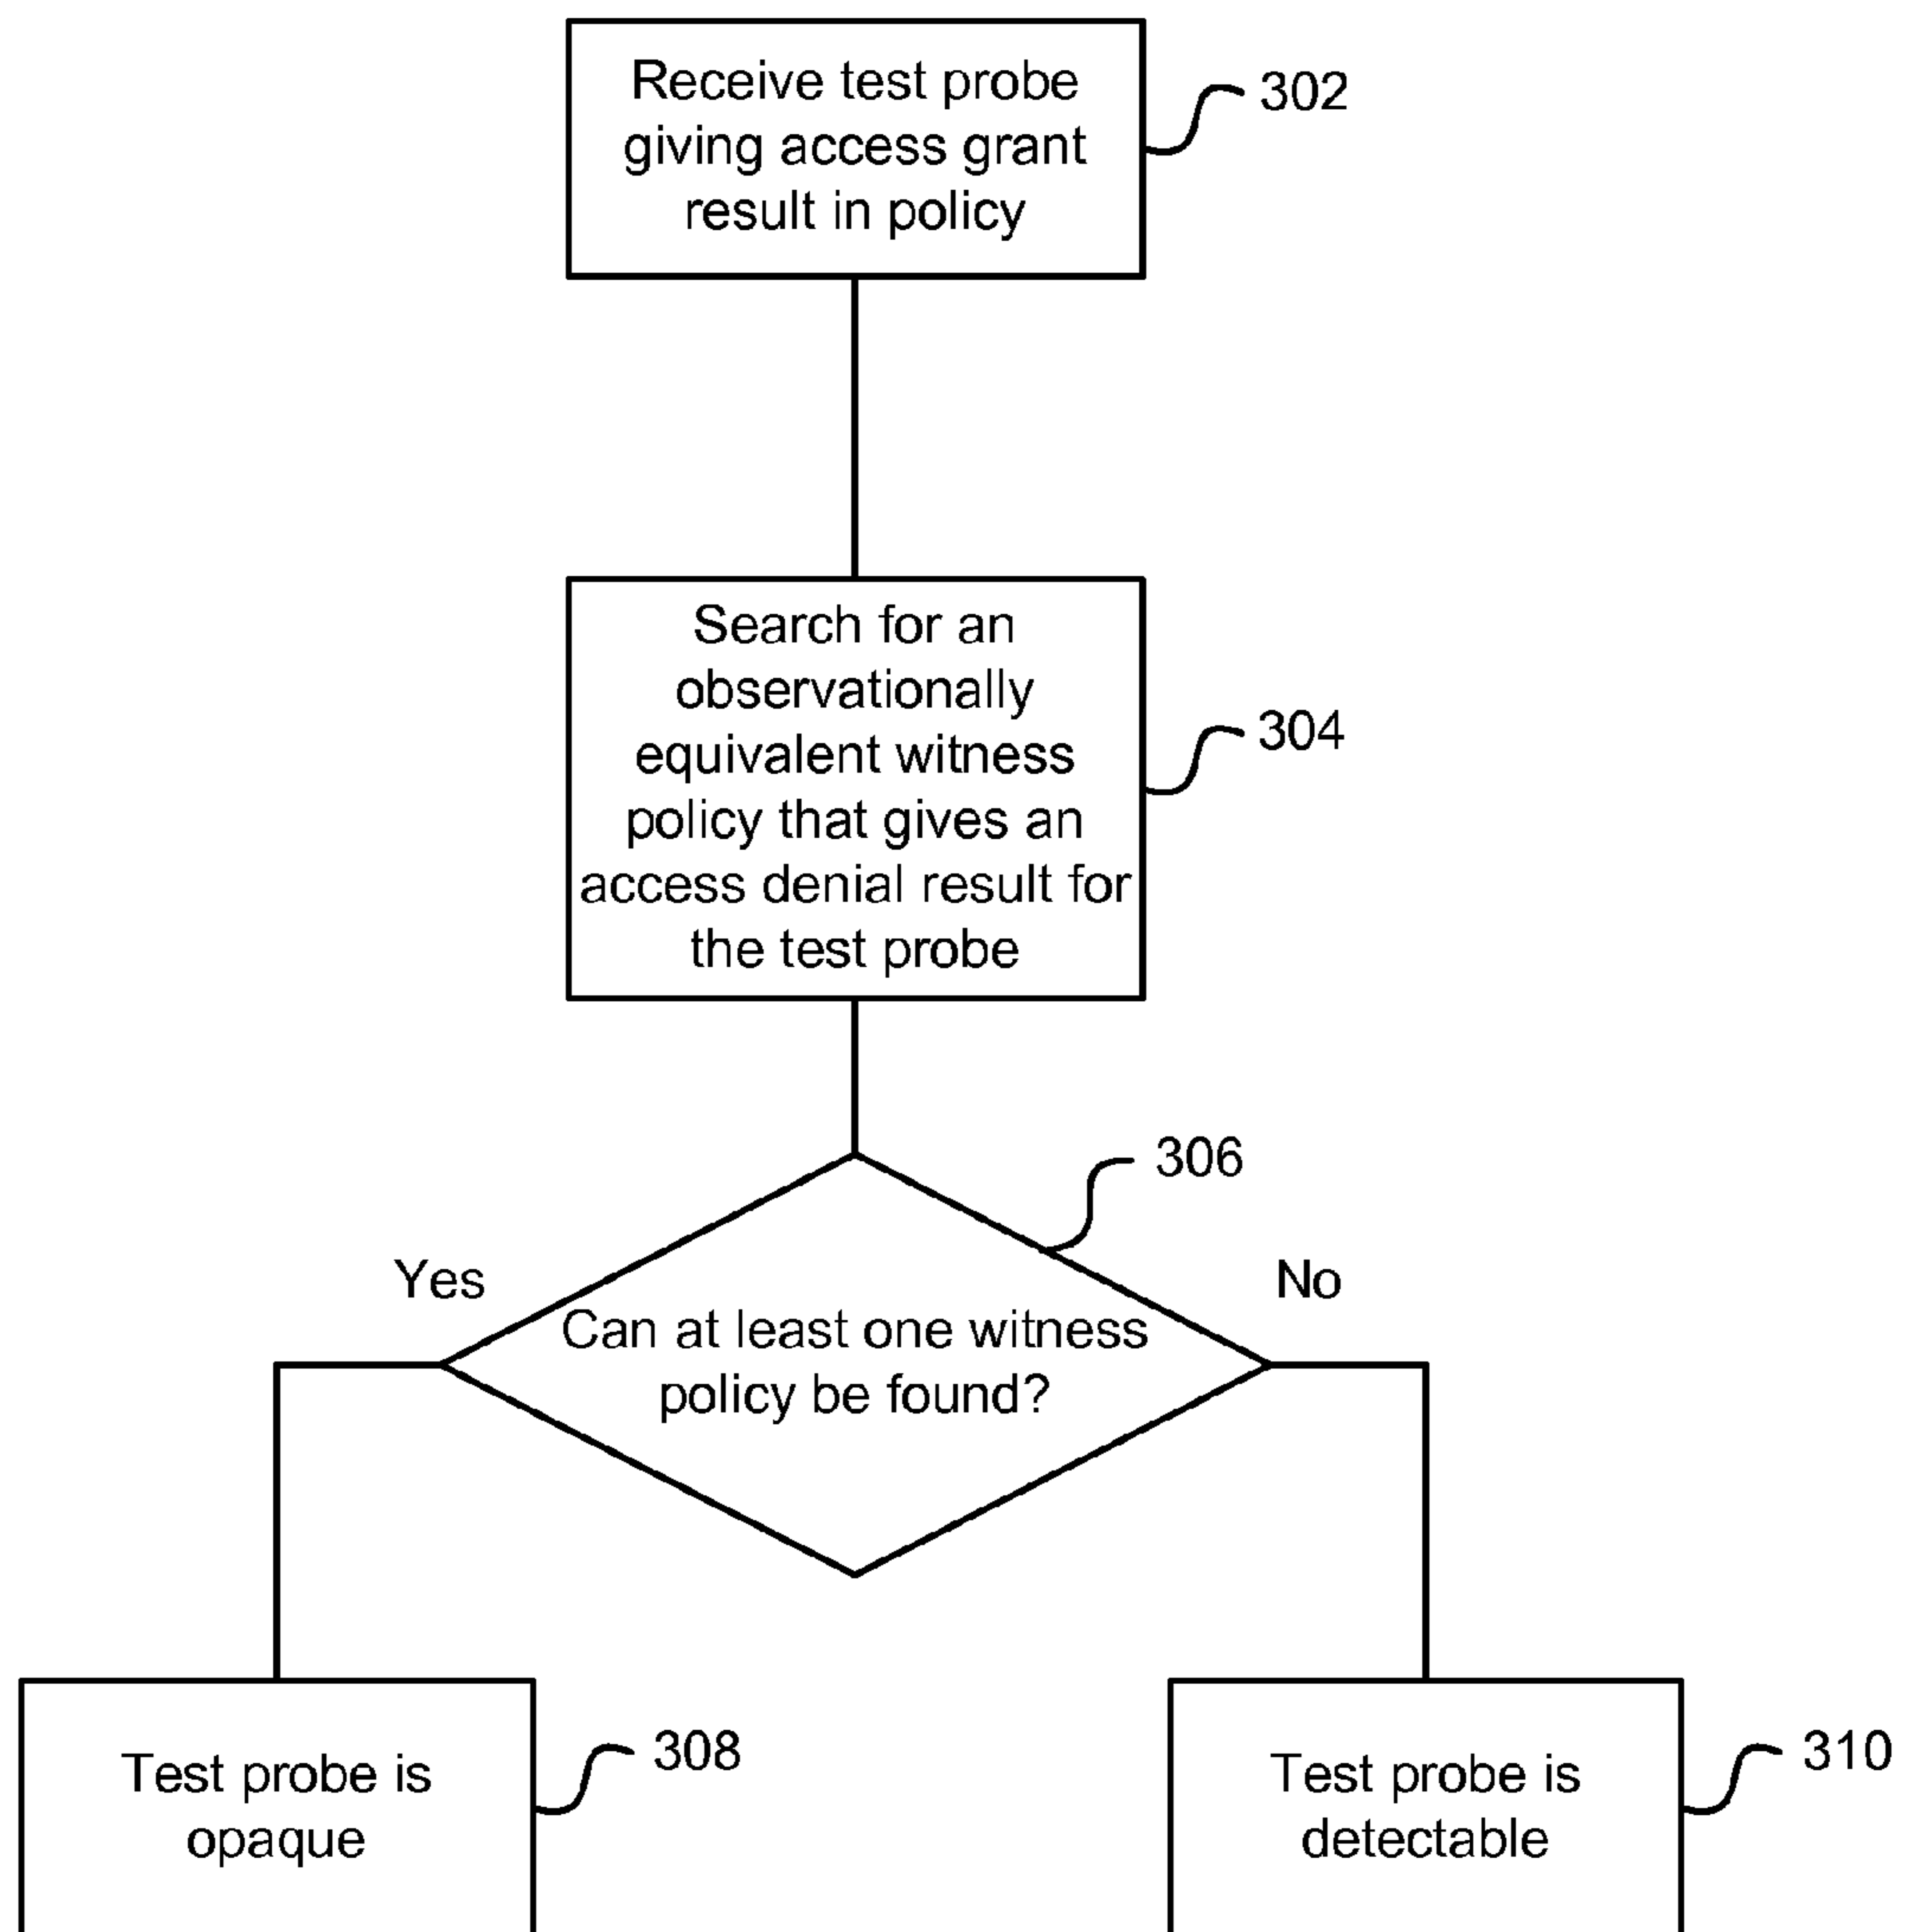 Receive test probe
giving access grant
result in policy
302
Search for an
observationally
equivalent witness
policy that gives an
access denial result for
the test probe
304
306
Yes
No
Can at least one witness
policy be found?
Test probe is
opaque
308
Test probe is
detectable
310